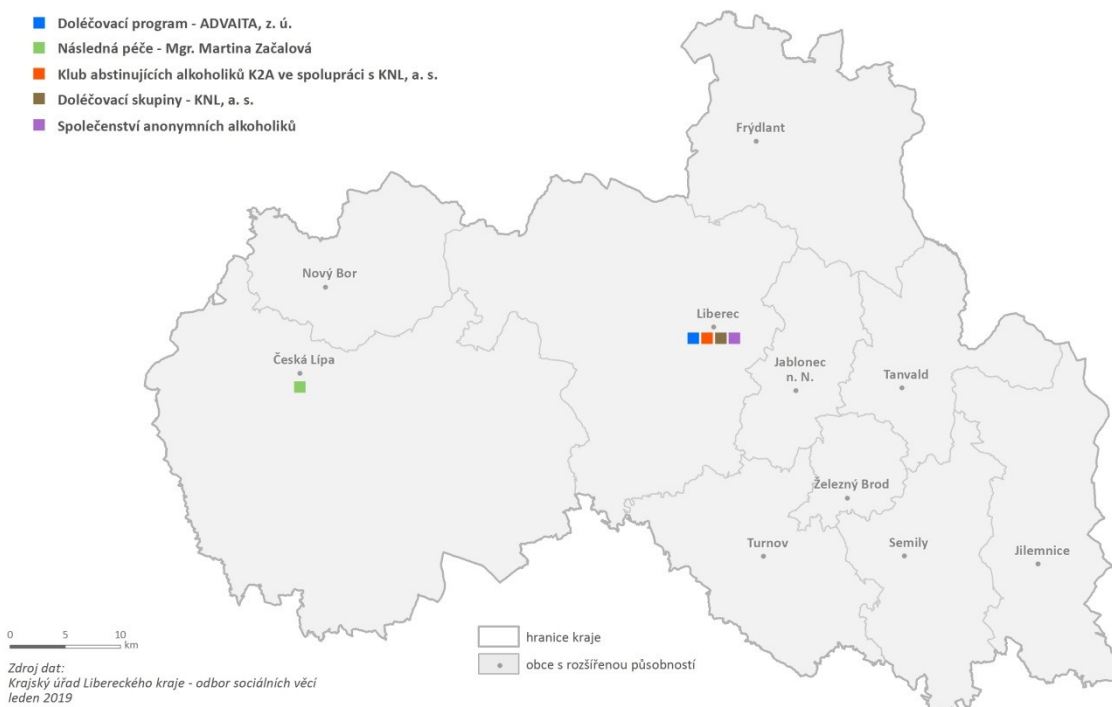 Doléčovací program - ADVAITA, z. ú.
Následná péče - Mgr. Martina Začalová
Klub abstinujících alkoholiků K2A ve spolupráci s KNL, a. s.
Doléčovací skupiny - KNL, a. s.
Společenství anonymních alkoholiků
Frýdlant
Nový Bor
Liberec
Česká Lípa
Jablonec
n. N.
Tanvald
Železný Brod
Turnov
Semily
Jilemnice
0 5 10
km
hranice kraje
obce s rozšířenou působností
Zdroj dat:
Krajský úřad Libereckého kraje - odbor sociálních věcí
leden 2019